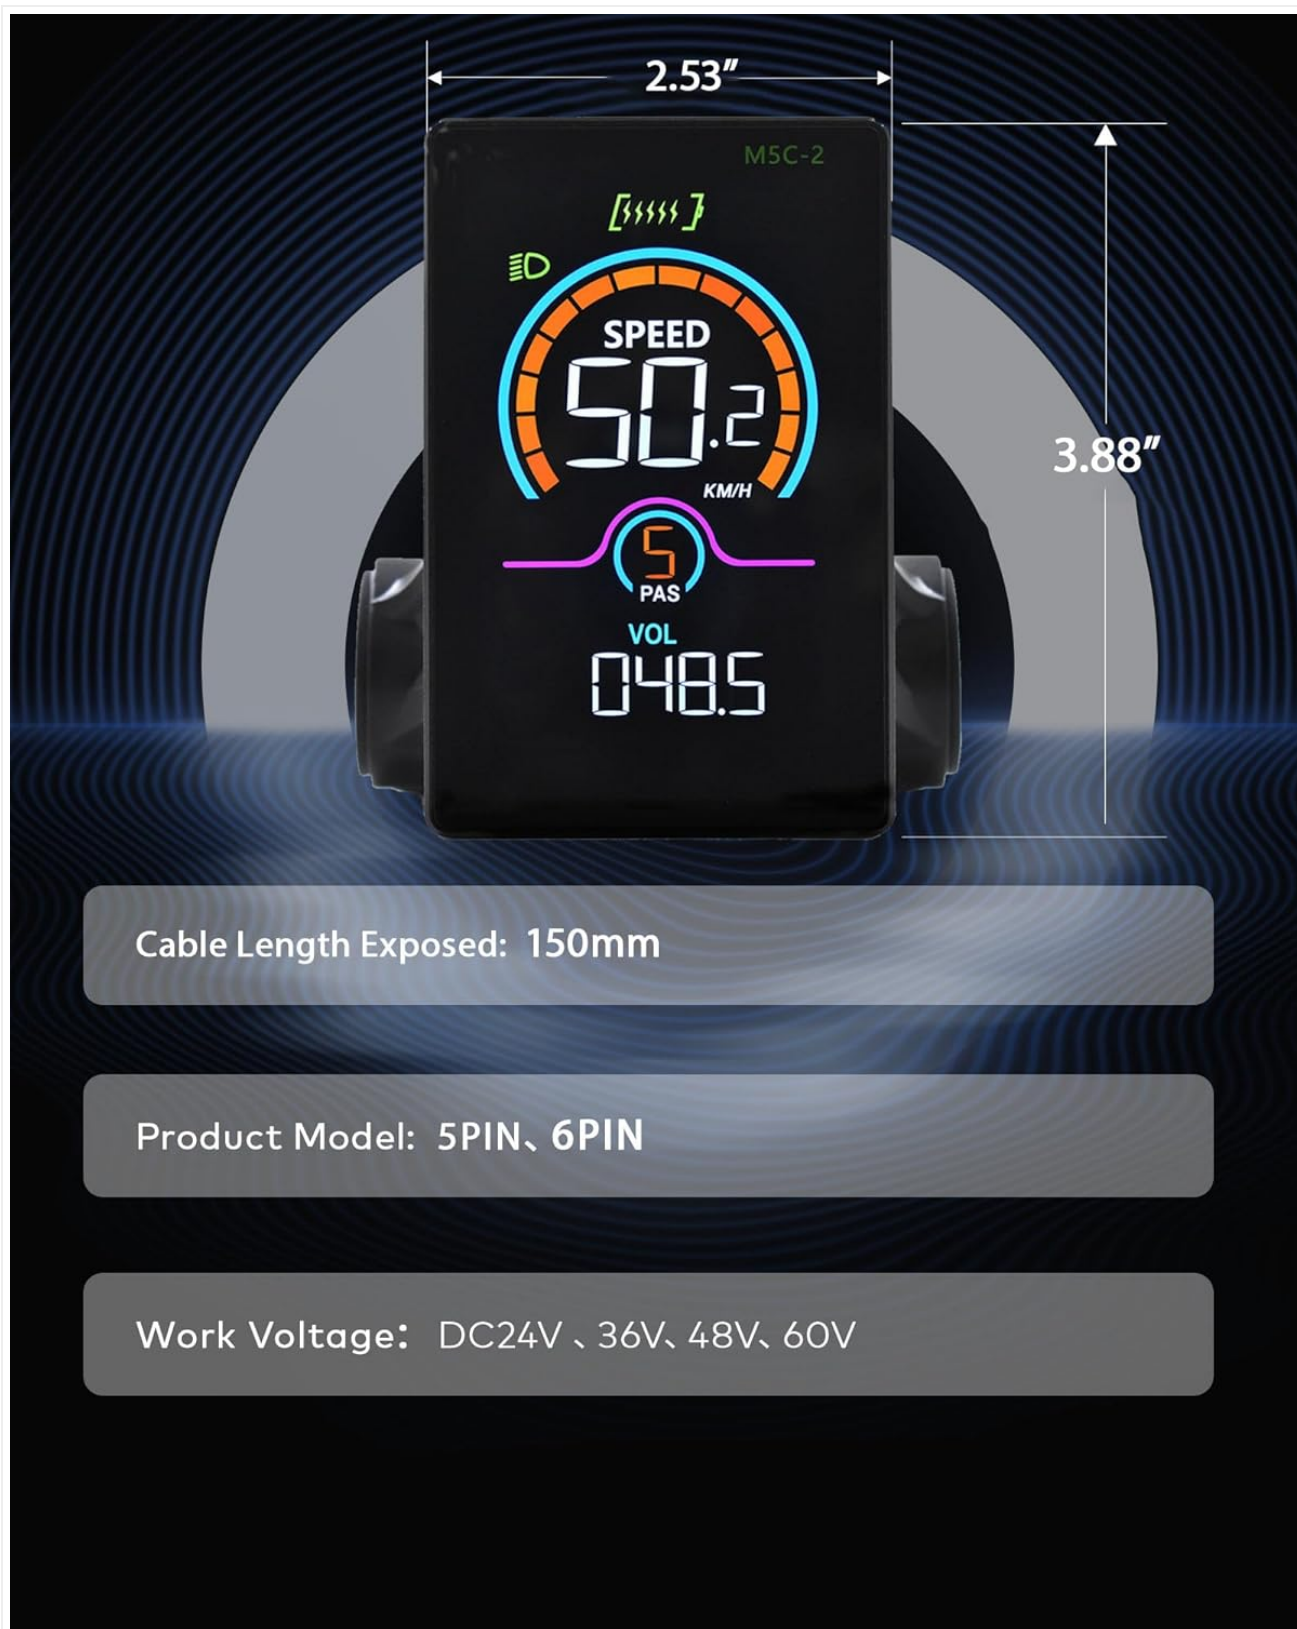 2.53"
M5C-2
SPEED
50.2
KM/H
3.88"
5
PAS
VOL
048.5
Cable Length Exposed: 150mm
Product Model: 5PIN、6PIN
Work Voltage: DC24V、36V、48V、60V